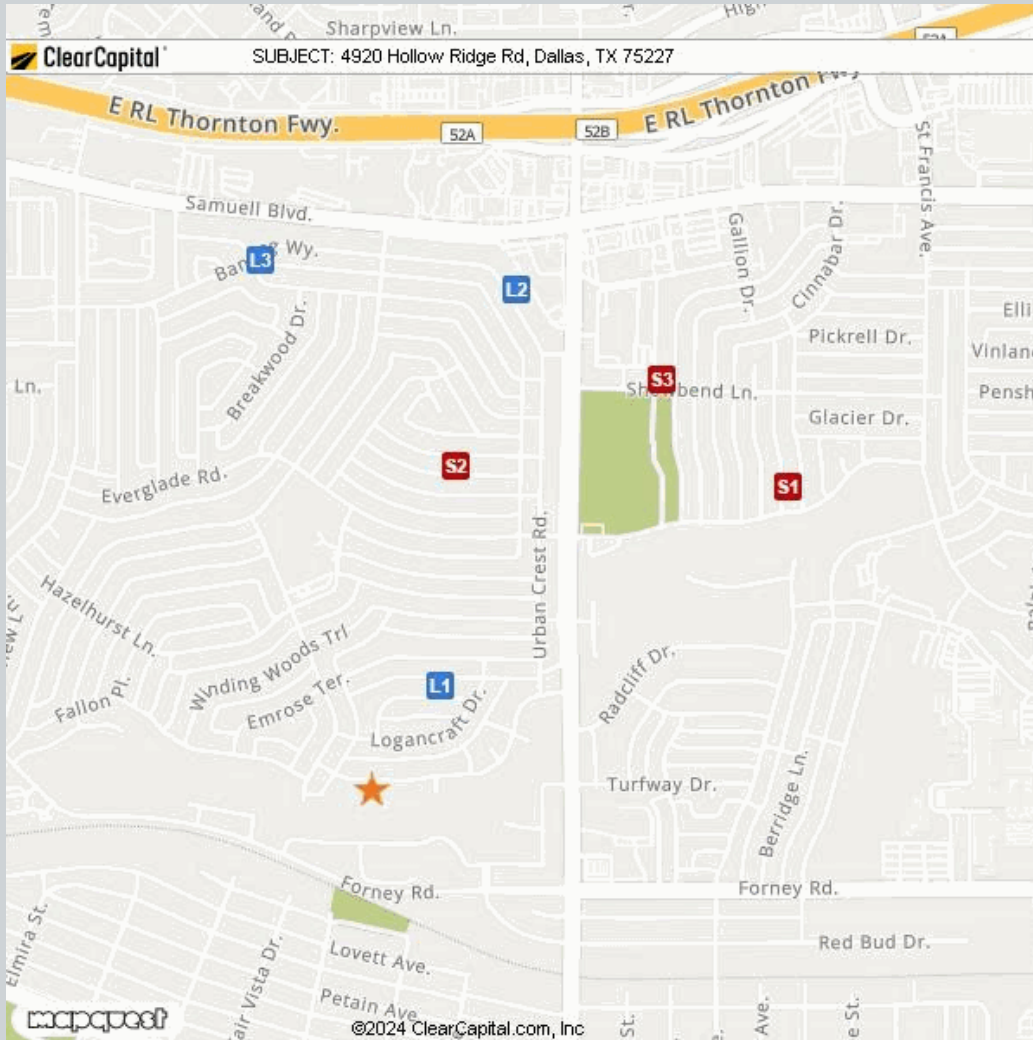 Sharpview Ln.
ClearCapital
SUBJECT: 4920 Hollow Ridge Rd, Dallas, TX 75227
E RL Thornton Fwy.
52A
52B
E RL Thornton Fwy.
St Francis Ave.
Samuell Blvd.
Gallion Dr.
Cinnabar Dr.
L3
L2
Breakwood Dr.
Pickrell Dr.
Ln.
S3
Glacier Dr.
S2
S1
Everglade Rd.
Urban Crest Rd.
Hazelhurst Ln.
Winding Woods Trl
Radcliff Dr.
Fallon Pl.
Emrose Ter.
L1
Logancraft Dr.
Turfway Dr.
Berridge Ln.
Forney Rd.
Forney Rd.
Elmira St.
Red Bud Dr.
Lovett Ave.
Petain Ave.
mapquest
©2024 ClearCapital.com, Inc
St.
Ave.
St.